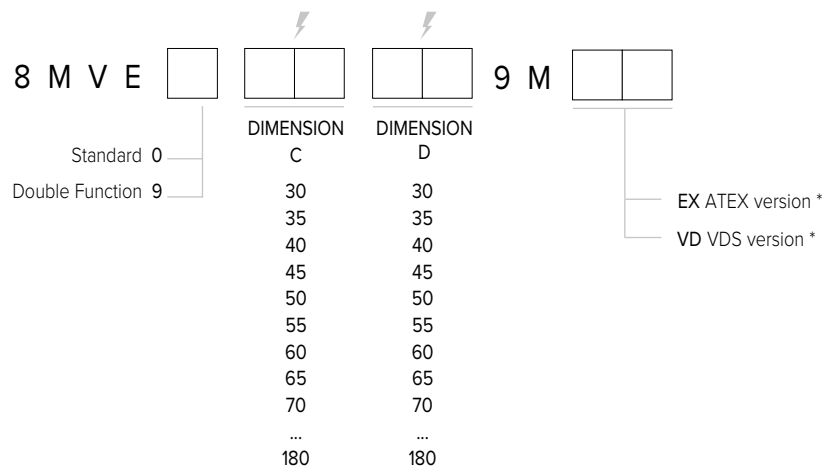 8 M V E 9 M
DIMENSION DIMENSION
C D
Standard 0
Double Function 9
30 30
35 35
40 40
45 45
50 50
55 55
60 60
65 65
70 70
... ...
180 180
EX ATEX version *
VD VDS version *